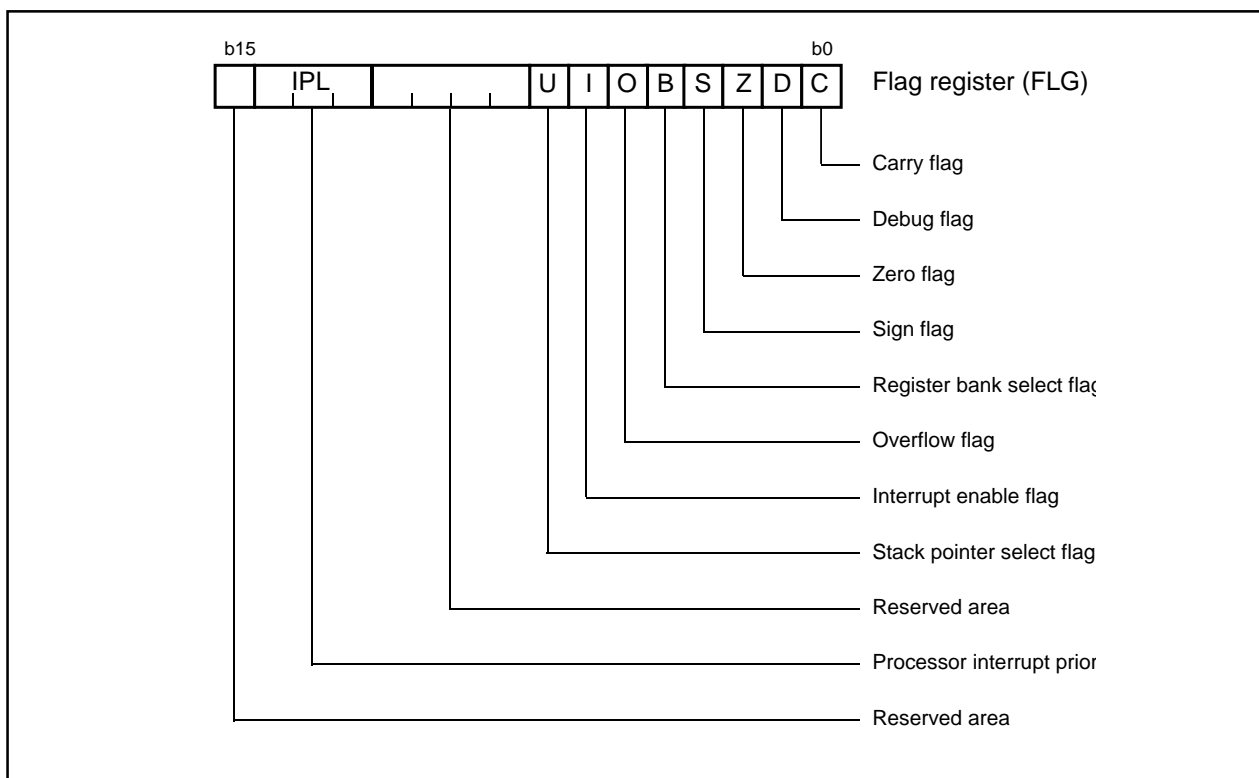 b15 b0
IPL U I O B S Z D C Flag register (FLG)
Carry flag
Debug flag
Zero flag
Sign flag
Register bank select flag
Overflow flag
Interrupt enable flag
Stack pointer select flag
Reserved area
Processor interrupt prior
Reserved area